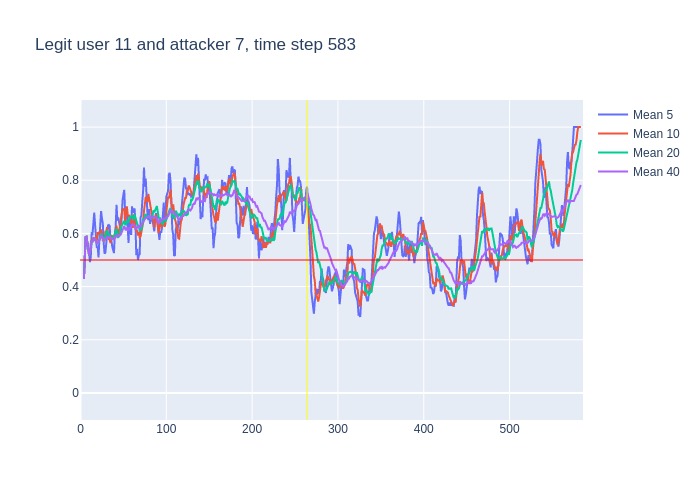 Legit user 11 and attacker 7, time step 583
Mean 5
Mean 10
Mean 20
Mean 40
1
0.8
0.6
0.4
0.2
0
0 100 200 300 400 500